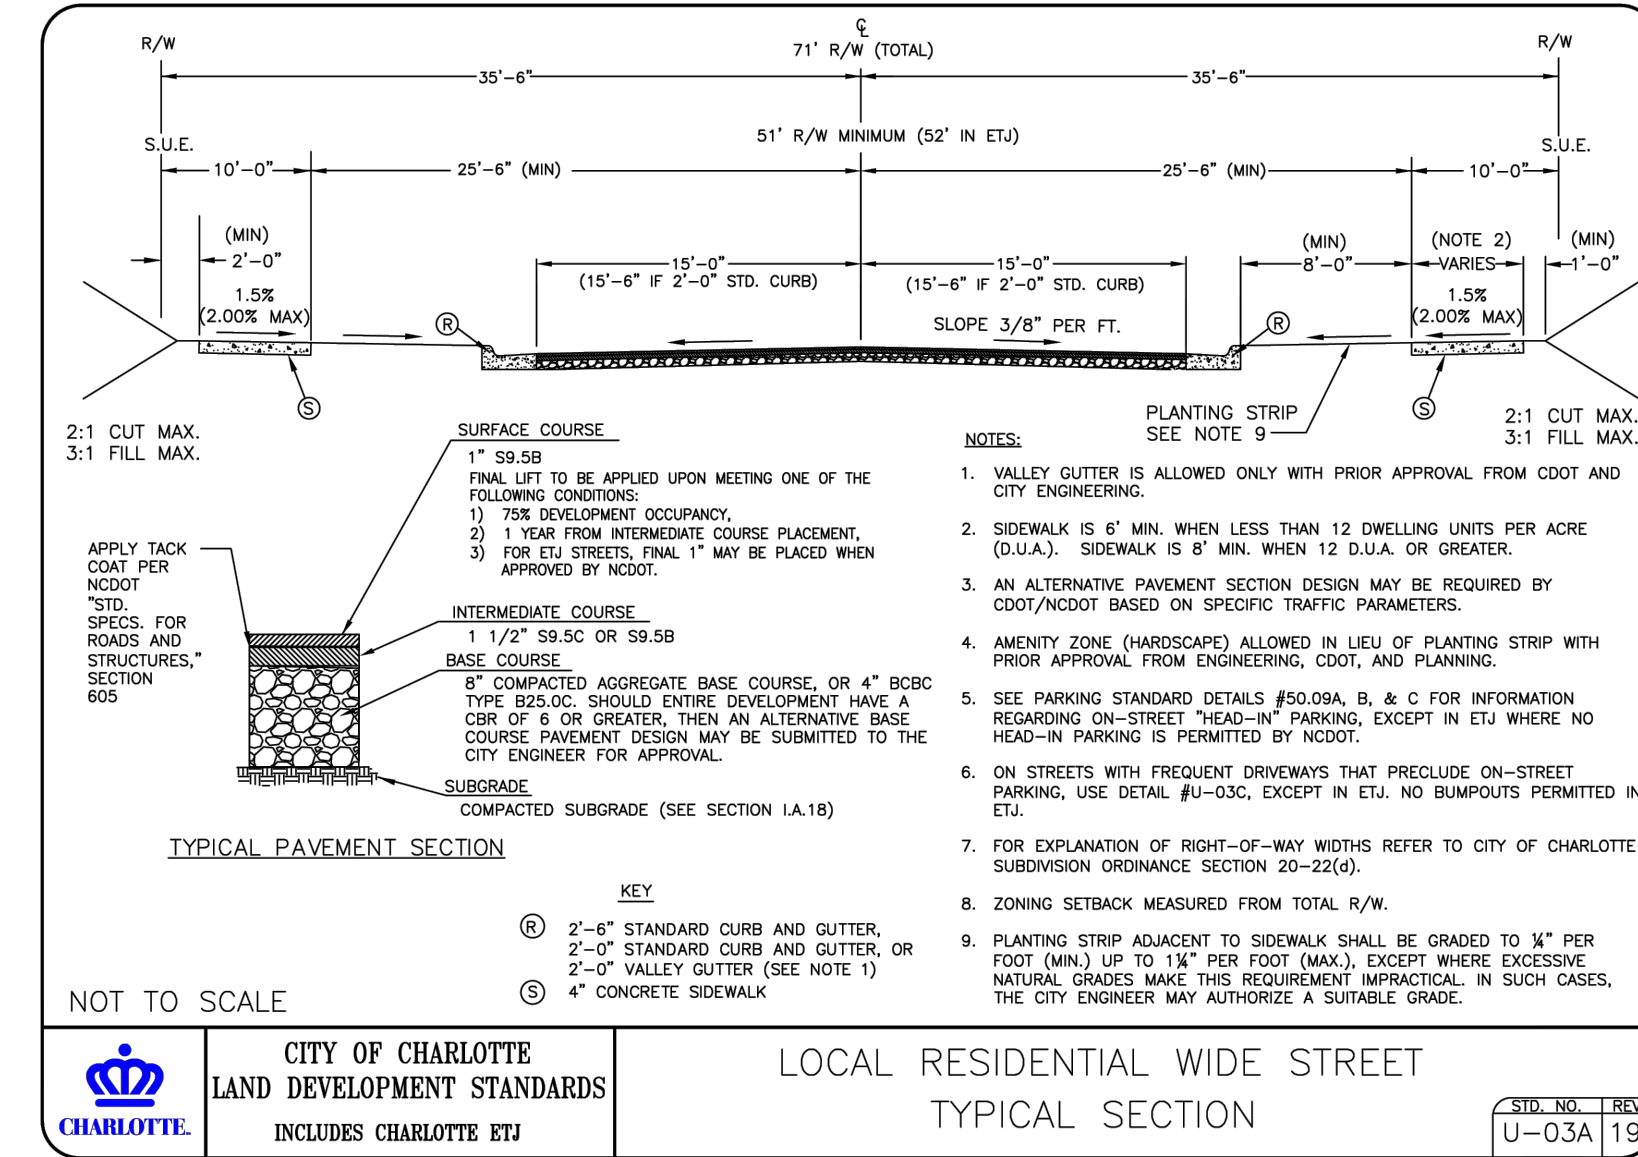 ℄
71' R/W (TOTAL)
R/W
R/W
35'-6"
35'-6"
51' R/W MINIMUM (52' IN ETJ)
S.U.E.
S.U.E.
10'-0"
25'-6" (MIN)
25'-6" (MIN)
10'-0"
(MIN)
2'-0"
15'-0"
(15'-6" IF 2'-0" STD. CURB)
15'-0"
(15'-6" IF 2'-0" STD. CURB)
(MIN)
8'-0"
(NOTE 2)
VARIES
(MIN)
1'-0"
1.5%
(2.00% MAX)
R
SLOPE 3/8" PER FT.
R
1.5%
(2.00% MAX)
S
S
PLANTING STRIP
SEE NOTE 9
2:1 CUT MAX.
3:1 FILL MAX.
2:1 CUT MAX.
3:1 FILL MAX.
SURFACE COURSE
1" S9.5B
FINAL LIFT TO BE APPLIED UPON MEETING ONE OF THE
FOLLOWING CONDITIONS:
1) 75% DEVELOPMENT OCCUPANCY,
2) 1 YEAR FROM INTERMEDIATE COURSE PLACEMENT,
3) FOR ETJ STREETS, FINAL 1" MAY BE PLACED WHEN
APPROVED BY NCDOT.
APPLY TACK
COAT PER
NCDOT
"STD.
SPECS. FOR
ROADS AND
STRUCTURES,"
SECTION
605
INTERMEDIATE COURSE
1 1/2" S9.5C OR S9.5B
BASE COURSE
8" COMPACTED AGGREGATE BASE COURSE, OR 4" BCBC
TYPE B25.0C. SHOULD ENTIRE DEVELOPMENT HAVE A
CBR OF 6 OR GREATER, THEN AN ALTERNATIVE BASE
COURSE PAVEMENT DESIGN MAY BE SUBMITTED TO THE
CITY ENGINEER FOR APPROVAL.
SUBGRADE
COMPACTED SUBGRADE (SEE SECTION I.A.18)
TYPICAL PAVEMENT SECTION
KEY
R 2'-6" STANDARD CURB AND GUTTER,
2'-0" STANDARD CURB AND GUTTER, OR
2'-0" VALLEY GUTTER (SEE NOTE 1)
S 4" CONCRETE SIDEWALK
NOTES:
1. VALLEY GUTTER IS ALLOWED ONLY WITH PRIOR APPROVAL FROM CDOT AND
CITY ENGINEERING.
2. SIDEWALK IS 6' MIN. WHEN LESS THAN 12 DWELLING UNITS PER ACRE
(D.U.A.). SIDEWALK IS 8' MIN. WHEN 12 D.U.A. OR GREATER.
3. AN ALTERNATIVE PAVEMENT SECTION DESIGN MAY BE REQUIRED BY
CDOT/NCDOT BASED ON SPECIFIC TRAFFIC PARAMETERS.
4. AMENITY ZONE (HARDSCAPE) ALLOWED IN LIEU OF PLANTING STRIP WITH
PRIOR APPROVAL FROM ENGINEERING, CDOT, AND PLANNING.
5. SEE PARKING STANDARD DETAILS #50.09A, B, & C FOR INFORMATION
REGARDING ON-STREET "HEAD-IN" PARKING, EXCEPT IN ETJ WHERE NO
HEAD-IN PARKING IS PERMITTED BY NCDOT.
6. ON STREETS WITH FREQUENT DRIVEWAYS THAT PRECLUDE ON-STREET
PARKING, USE DETAIL #U-03C, EXCEPT IN ETJ. NO BUMPOUTS PERMITTED IN
ETJ.
7. FOR EXPLANATION OF RIGHT-OF-WAY WIDTHS REFER TO CITY OF CHARLOTTE
SUBDIVISION ORDINANCE SECTION 20-22(d).
8. ZONING SETBACK MEASURED FROM TOTAL R/W.
9. PLANTING STRIP ADJACENT TO SIDEWALK SHALL BE GRADED TO ¼" PER
FOOT (MIN.) UP TO 1¼" PER FOOT (MAX.), EXCEPT WHERE EXCESSIVE
NATURAL GRADES MAKE THIS REQUIREMENT IMPRACTICAL. IN SUCH CASES,
THE CITY ENGINEER MAY AUTHORIZE A SUITABLE GRADE.
NOT TO SCALE
CHARLOTTE.
CITY OF CHARLOTTE
LAND DEVELOPMENT STANDARDS
INCLUDES CHARLOTTE ETJ
LOCAL RESIDENTIAL WIDE STREET
TYPICAL SECTION
STD. NO. REV
U-03A 19